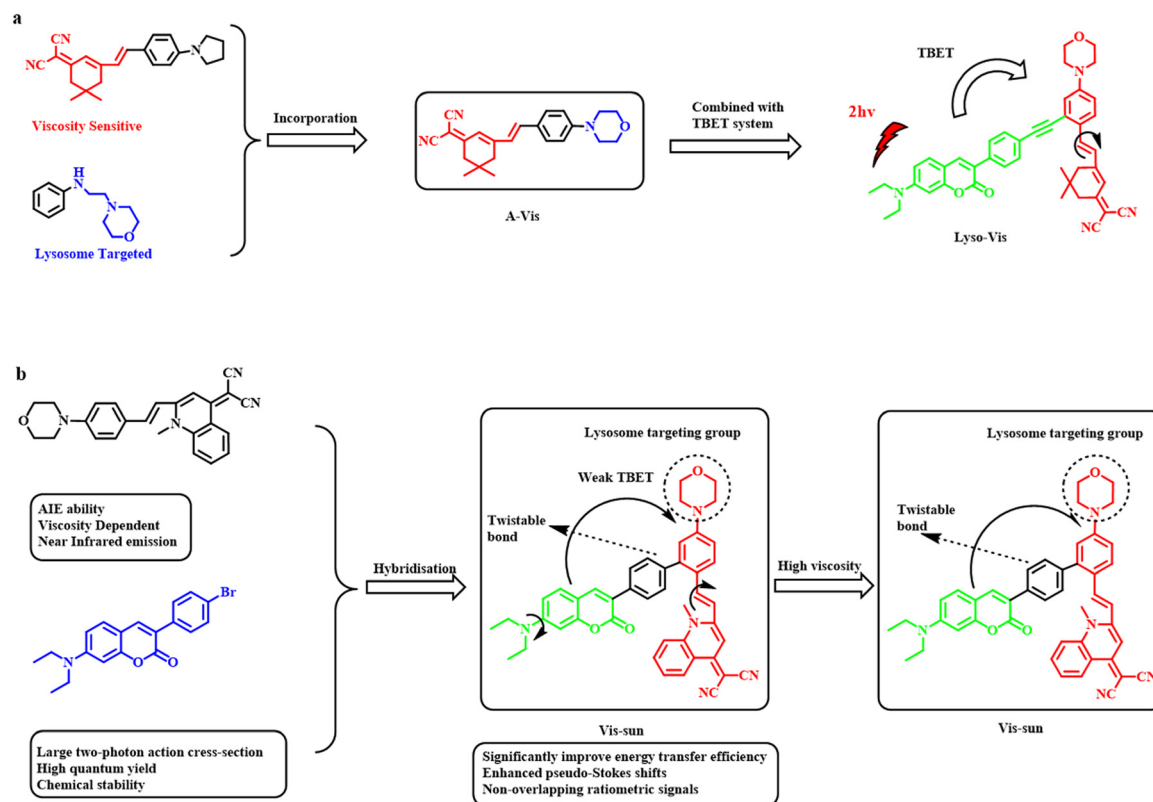 a
CN
NC
N
Viscosity Sensitive
H
N
N
O
Lysosome Targeted
Incorporation
CN
NC
N
O
A-Vis
Combined with
TBET system
TBET
2hv
O
N
N
O
O
CN
NC
Lyso-Vis
b
CN
CN
O
N
N
AIE ability
Viscosity Dependent
Near Infrared emission
Br
N
O
O
Large two-photon action cress-section
High quantum yield
Chemical stability
Hybridisation
Lysosome targeting group
Weak TBET
O
N
Twistable
bond
N
O
O
N
NC
CN
Vis-sun
Significantly improve energy transfer efficiency
Enhanced pseudo-Stokes shifts
Non-overlapping ratiometric signals
High viscosity
Lysosome targeting group
O
N
Twistable
bond
N
O
O
N
NC
CN
Vis-sun